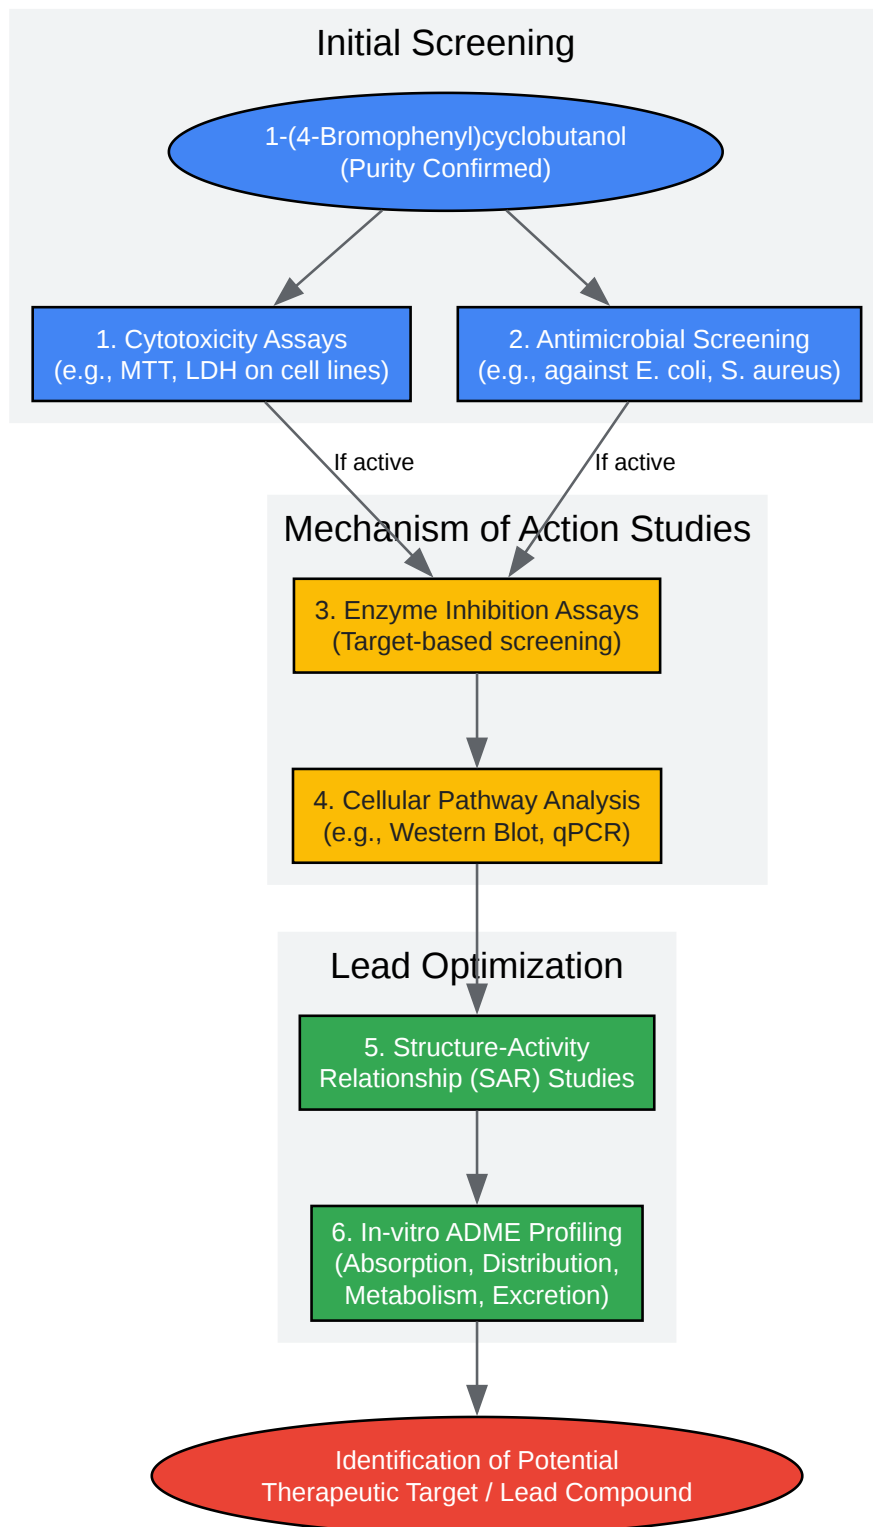 Initial Screening
1-(4-Bromophenyl)cyclobutanol
(Purity Confirmed)
1. Cytotoxicity Assays
(e.g., MTT, LDH on cell lines)
2. Antimicrobial Screening
(e.g., against E. coli, S. aureus)
If active
If active
Mechanism of Action Studies
3. Enzyme Inhibition Assays
(Target-based screening)
4. Cellular Pathway Analysis
(e.g., Western Blot, qPCR)
Lead Optimization
5. Structure-Activity
Relationship (SAR) Studies
6. In-vitro ADME Profiling
(Absorption, Distribution,
Metabolism, Excretion)
Identification of Potential
Therapeutic Target / Lead Compound